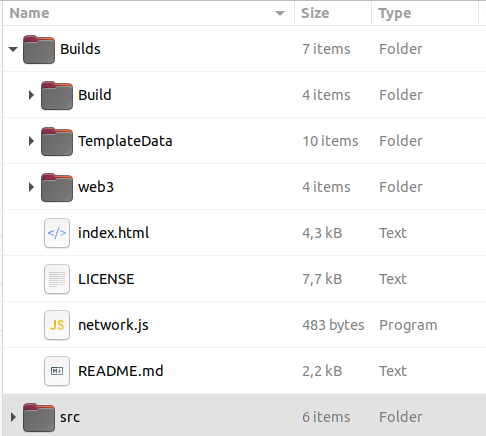 Name Size Type
Builds 7 items Folder
Build 4 items Folder
TemplateData 10 items Folder
web3 4 items Folder
</> index.html 4,3 kB Text
LICENSE 7,7 kB Text
JS network.js 483 bytes Program
M README.md 2,2 kB Text
src 6 items Folder